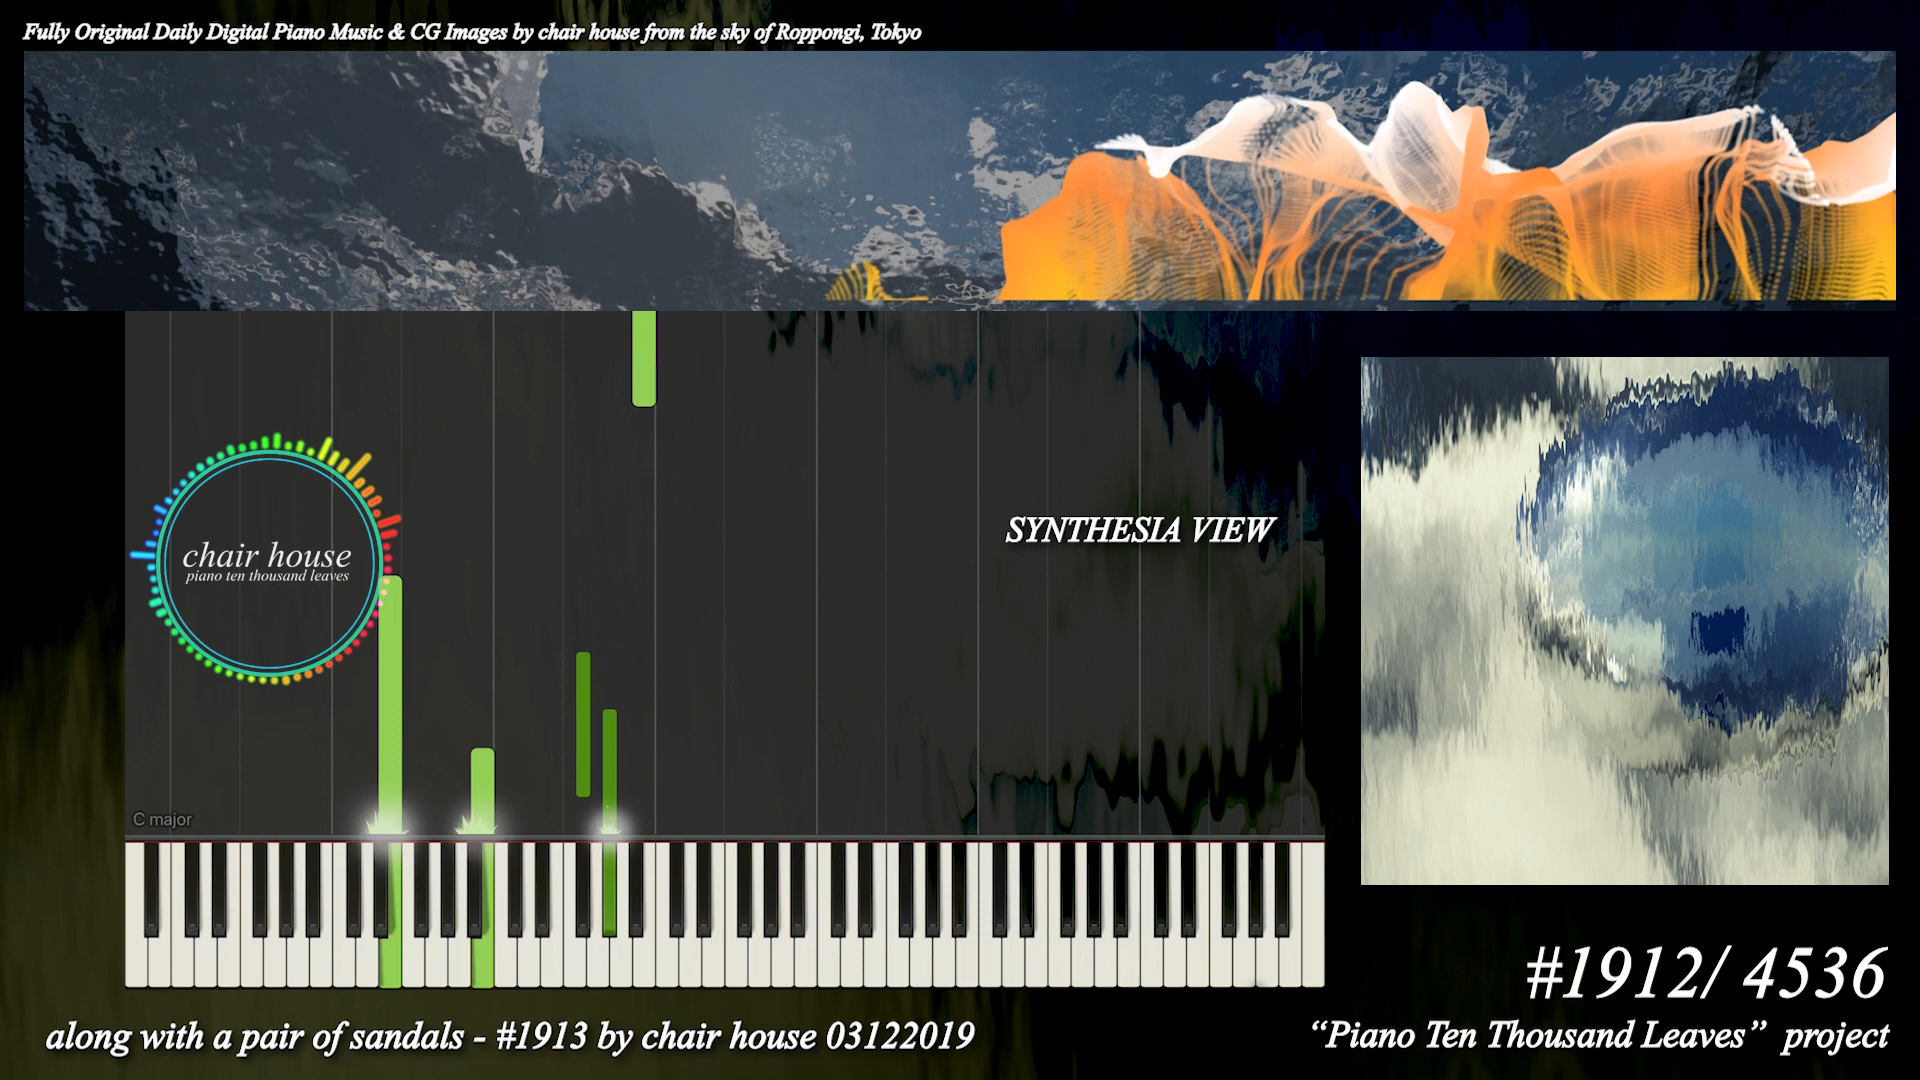 Fully Original Daily Digital Piano Music & CG Images by chair house from the sky of Roppongi, Tokyo
chair house
piano ten thousand leaves
SYNTHESIA VIEW
C major
#1912/ 4536
along with a pair of sandals - #1913 by chair house 03122019
“Piano Ten Thousand Leaves” project